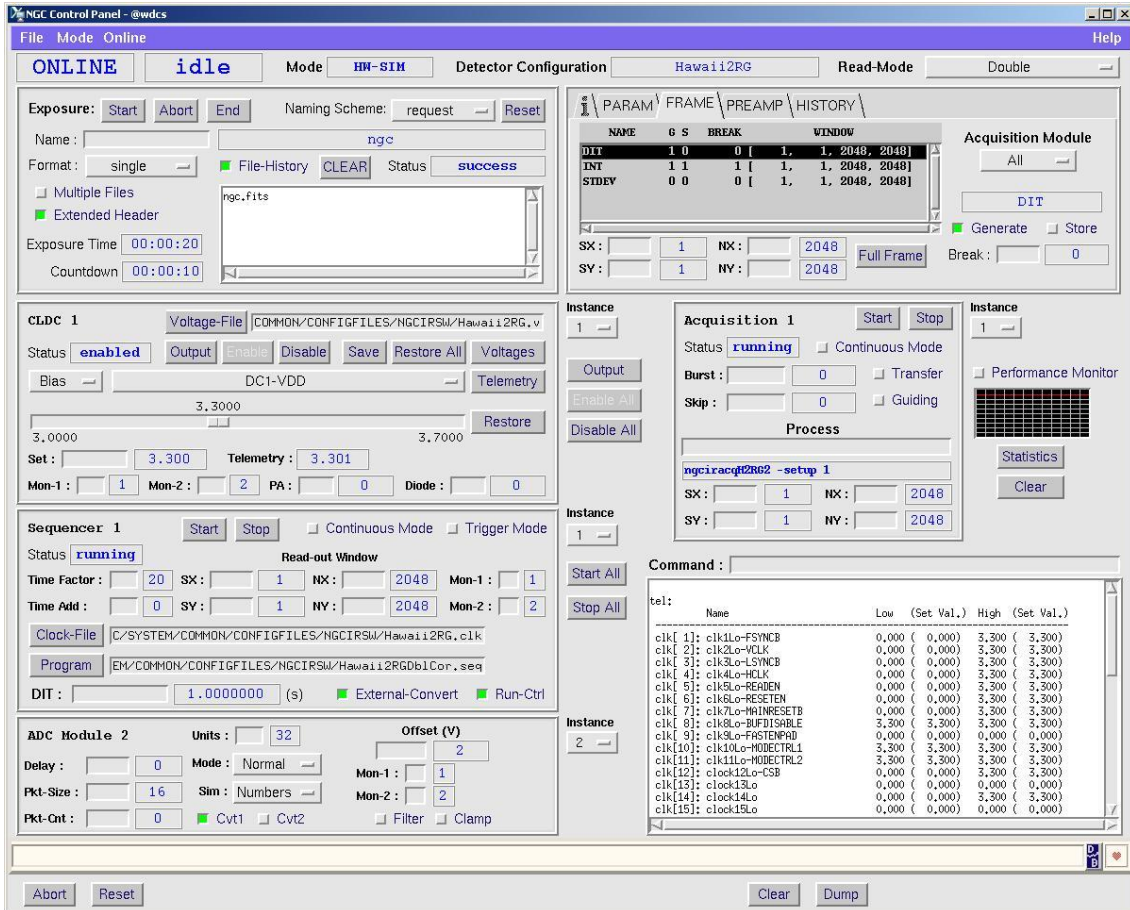 NGC Control Panel - @wdcs
File Mode Online Help
ONLINE idle Mode HW-SIM Detector Configuration Hawaii2RG Read-Mode Double
Exposure: Start Abort End Naming Scheme: request Reset
Name : ngc
Format : single File-History CLEAR Status success
Multiple Files
Extended Header
ngc.fits
Exposure Time 00:00:20
Countdown 00:00:10
i PARAM FRAME PREAMP HISTORY
NAME G S BREAK WINDOW
DIT 1 0 0 [ 1, 1, 2048, 2048]
INT 1 1 1 [ 1, 1, 2048, 2048]
STDEV 0 0 0 [ 1, 1, 2048, 2048]
SX : 1 NX : 2048 Full Frame
SY : 1 NY : 2048
Acquisition Module
All
DIT
Generate Store
Break : 0
CLDC 1 Voltage-File COMMON/CONFIGFILES/NGCIRSW/Hawaii2RG.v
Status enabled Output Enable Disable Save Restore All Voltages
Bias DC1-VDD Telemetry
3.3000
Restore
3.0000 3.7000
Set : 3.300 Telemetry : 3.301
Mon-1 : 1 Mon-2 : 2 PA : 0 Diode : 0
Instance
1
Output
Enable All
Disable All
Acquisition 1 Start Stop
Status running Continuous Mode
Burst : 0 Transfer
Skip : 0 Guiding
Process
ngciracqH2RG2 -setup 1
SX : 1 NX : 2048
SY : 1 NY : 2048
Instance
1
Performance Monitor
Statistics
Clear
Sequencer 1 Start Stop Continuous Mode Trigger Mode
Status running Read-out Window
Time Factor : 20 SX : 1 NX : 2048 Mon-1 : 1
Time Add : 0 SY : 1 NY : 2048 Mon-2 : 2
Clock-File C/SYSTEM/COMMON/CONFIGFILES/NGCIRSW/Hawaii2RG.clk
Program EM/COMMON/CONFIGFILES/NGCIRSW/Hawaii2RGDblCor.seq
DIT : 1.0000000 (s) External-Convert Run-Ctrl
Instance
1
Start All
Stop All
Command :
tel:
Name Low (Set Val.) High (Set Val.)
clk[ 1]: clk1Lo-FSYNCB 0.000 ( 0.000) 3.300 ( 3.300)
clk[ 2]: clk2Lo-VCLK 0.000 ( 0.000) 3.300 ( 3.300)
clk[ 3]: clk3Lo-LSYNCB 0.000 ( 0.000) 3.300 ( 3.300)
clk[ 4]: clk4Lo-HCLK 0.000 ( 0.000) 3.300 ( 3.300)
clk[ 5]: clk5Lo-READEN 0.000 ( 0.000) 3.300 ( 3.300)
clk[ 6]: clk6Lo-RESETEN 0.000 ( 0.000) 3.300 ( 3.300)
clk[ 7]: clk7Lo-MAINRESETB 0.000 ( 0.000) 3.300 ( 3.300)
clk[ 8]: clk8Lo-BUFDISABLE 3.300 ( 3.300) 3.300 ( 3.300)
clk[ 9]: clk9Lo-FASTENPAD 0.000 ( 0.000) 0.000 ( 0.000)
clk[10]: clk10Lo-MODECTRL1 3.300 ( 3.300) 3.300 ( 3.300)
clk[11]: clk11Lo-MODECTRL2 3.300 ( 3.300) 3.300 ( 3.300)
clk[12]: clock12Lo-CSB 0.000 ( 0.000) 3.300 ( 3.300)
clk[13]: clock13Lo 0.000 ( 0.000) 0.000 ( 0.000)
clk[14]: clock14Lo 0.000 ( 0.000) 3.300 ( 3.300)
clk[15]: clock15Lo 0.000 ( 0.000) 0.000 ( 0.000)
ADC Module 2 Units : 32 Offset (V)
2
Delay : 0 Mode : Normal Mon-1 : 1
Pkt-Size : 16 Sim : Numbers Mon-2 : 2
Pkt-Cnt : 0 Cvt1 Cvt2 Filter Clamp
Instance
2
D
B
Abort Reset Clear Dump